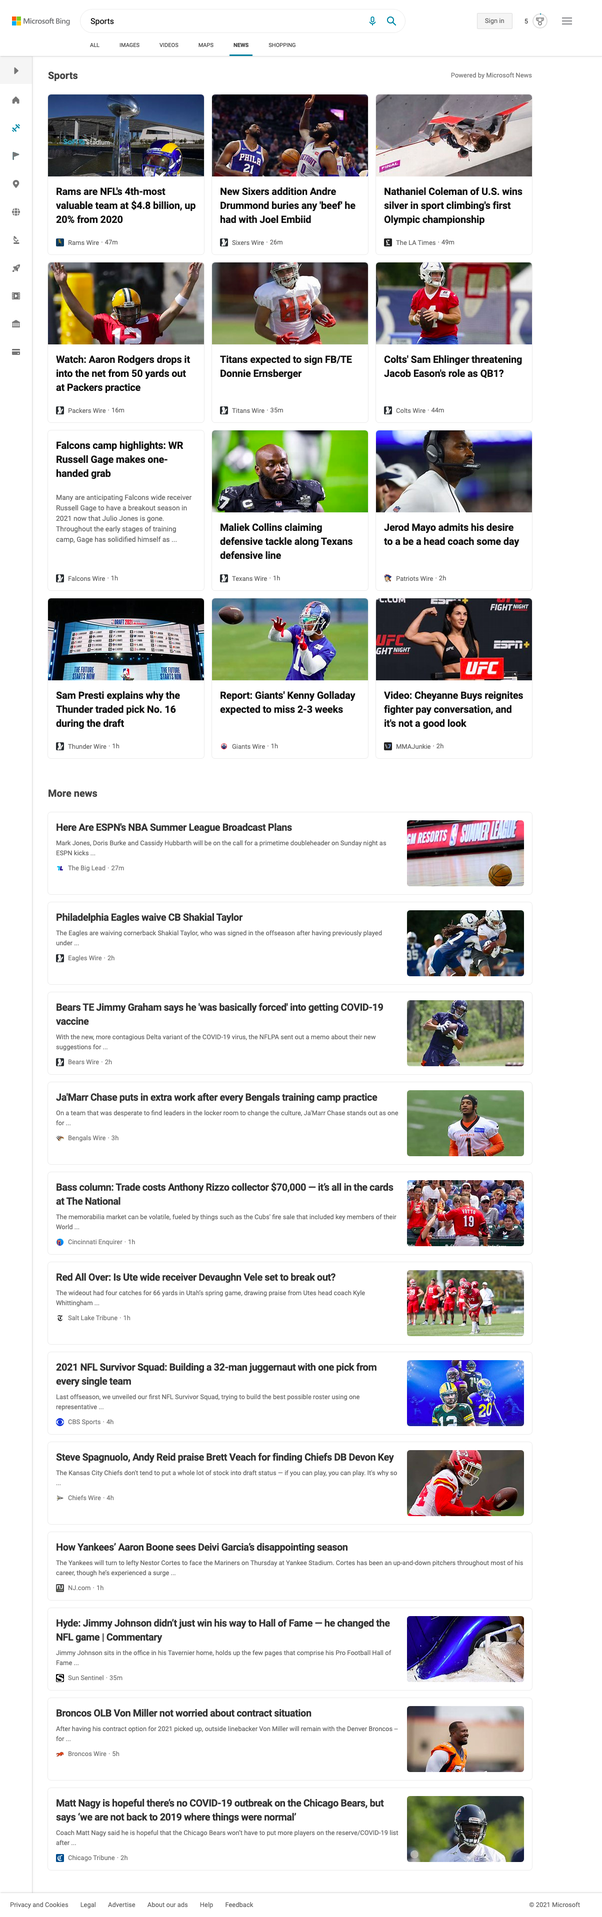 Microsoft Bing
Sports
Sign in
5
ALL
IMAGES
VIDEOS
MAPS
NEWS
SHOPPING
Sports
Powered by Microsoft News
PHILA
21
FINAL
Rams are NFL's 4th-most
valuable team at $4.8 billion, up
20% from 2020
Rams Wire · 47m
New Sixers addition Andre
Drummond buries any 'beef' he
had with Joel Embiid
Sixers Wire · 26m
Nathaniel Coleman of U.S. wins
silver in sport climbing's first
Olympic championship
The LA Times · 49m
12
Watch: Aaron Rodgers drops it
into the net from 50 yards out
at Packers practice
Packers Wire · 16m
Titans expected to sign FB/TE
Donnie Ernsberger
Titans Wire · 35m
Colts' Sam Ehlinger threatening
Jacob Eason's role as QB1?
Colts Wire · 44m
Falcons camp highlights: WR
Russell Gage makes one-
handed grab
Many are anticipating Falcons wide receiver
Russell Gage to have a breakout season in
2021 now that Julio Jones is gone.
Throughout the early stages of training
camp, Gage has solidified himself as ...
Falcons Wire · 1h
Maliek Collins claiming
defensive tackle along Texans
defensive line
Texans Wire · 1h
Jerod Mayo admits his desire
to a be a head coach some day
Patriots Wire · 2h
DRAFT 2021
THE FUTURE
STARTS NOW
THE FUTURE
STARTS NOW
ESPN+
FIGHT NIGHT
UFC
FIGHT NIGHT
ESPN+
UFC
Sam Presti explains why the
Thunder traded pick No. 16
during the draft
Thunder Wire · 1h
Report: Giants' Kenny Golladay
expected to miss 2-3 weeks
Giants Wire · 1h
Video: Cheyanne Buys reignites
fighter pay conversation, and
it's not a good look
MMAJunkie · 2h
More news
Here Are ESPN's NBA Summer League Broadcast Plans
Mark Jones, Doris Burke and Cassidy Hubbarth will be on the call for a primetime doubleheader on Sunday night as
ESPN kicks ...
The Big Lead · 27m
GM RESORTS
SUMMER LEAGUE
Philadelphia Eagles waive CB Shakial Taylor
The Eagles are waiving cornerback Shakial Taylor, who was signed in the offseason after having previously played
under ...
Eagles Wire · 2h
Bears TE Jimmy Graham says he 'was basically forced' into getting COVID-19
vaccine
With the new, more contagious Delta variant of the COVID-19 virus, the NFLPA sent out a memo about their new
suggestions for ...
Bears Wire · 2h
Ja'Marr Chase puts in extra work after every Bengals training camp practice
On a team that was desperate to find leaders in the locker room to change the culture, Ja'Marr Chase stands out as one
for ...
Bengals Wire · 3h
Bass column: Trade costs Anthony Rizzo collector $70,000 — it's all in the cards
at The National
The memorabilia market can be volatile, fueled by things such as the Cubs' fire sale that included key members of their
World ...
Cincinnati Enquirer · 1h
VOTTO
19
Red All Over: Is Ute wide receiver Devaughn Vele set to break out?
The wideout had four catches for 66 yards in Utah's spring game, drawing praise from Utes head coach Kyle
Whittingham ...
Salt Lake Tribune · 1h
2021 NFL Survivor Squad: Building a 32-man juggernaut with one pick from
every single team
Last offseason, we unveiled our first NFL Survivor Squad, trying to build the best possible roster using one
representative ...
CBS Sports · 4h
12
20
Steve Spagnuolo, Andy Reid praise Brett Veach for finding Chiefs DB Devon Key
The Kansas City Chiefs don't tend to put a whole lot of stock into draft status — if you can play, you can play. It's why so
...
Chiefs Wire · 4h
How Yankees' Aaron Boone sees Deivi Garcia's disappointing season
The Yankees will turn to lefty Nestor Cortes to face the Mariners on Thursday at Yankee Stadium. Cortes has been an up-and-down pitchers throughout most of his
career, though he's experienced a surge ...
NJ.com · 1h
Hyde: Jimmy Johnson didn't just win his way to Hall of Fame — he changed the
NFL game | Commentary
Jimmy Johnson sits in the office in his Tavernier home, holds up the few pages that comprise his Pro Football Hall of
Fame ...
Sun Sentinel · 35m
Broncos OLB Von Miller not worried about contract situation
After having his contract option for 2021 picked up, outside linebacker Von Miller will remain with the Denver Broncos –
for ...
Broncos Wire · 5h
Matt Nagy is hopeful there's no COVID-19 outbreak on the Chicago Bears, but
says 'we are not back to 2019 where things were normal'
Coach Matt Nagy said he is hopeful that the Chicago Bears won't have to put more players on the reserve/COVID-19 list
after ...
Chicago Tribune · 2h
Privacy and Cookies
Legal
Advertise
About our ads
Help
Feedback
© 2021 Microsoft